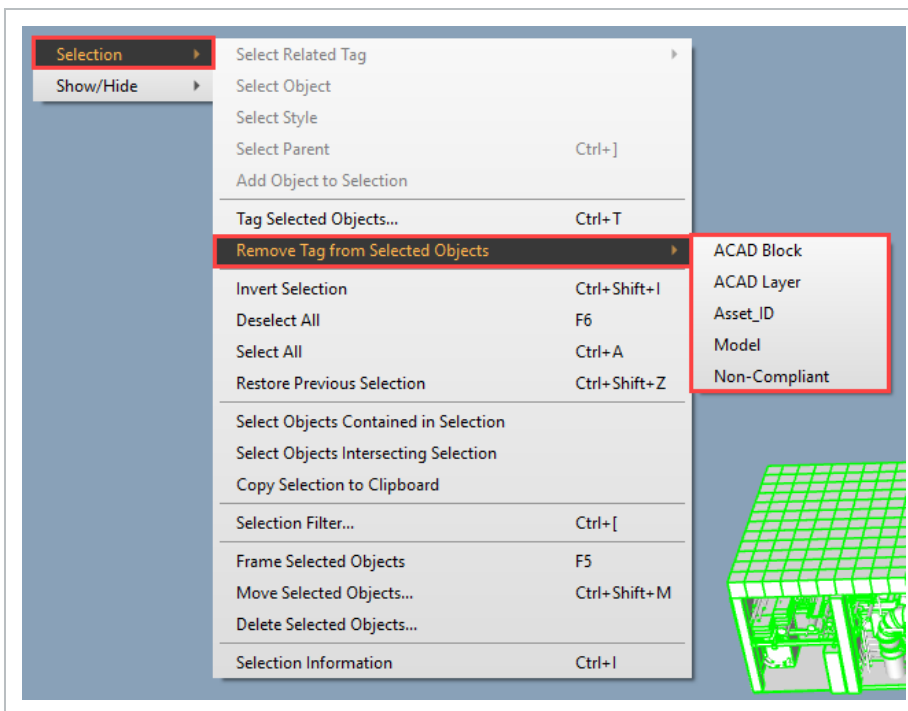 Selection
Show/Hide
Select Related Tag
Select Object
Select Style
Select Parent Ctrl+]
Add Object to Selection
Tag Selected Objects... Ctrl+T
Remove Tag from Selected Objects
Invert Selection Ctrl+Shift+I
Deselect All F6
Select All Ctrl+A
Restore Previous Selection Ctrl+Shift+Z
Select Objects Contained in Selection
Select Objects Intersecting Selection
Copy Selection to Clipboard
Selection Filter... Ctrl+[
Frame Selected Objects F5
Move Selected Objects... Ctrl+Shift+M
Delete Selected Objects...
Selection Information Ctrl+I
ACAD Block
ACAD Layer
Asset_ID
Model
Non-Compliant